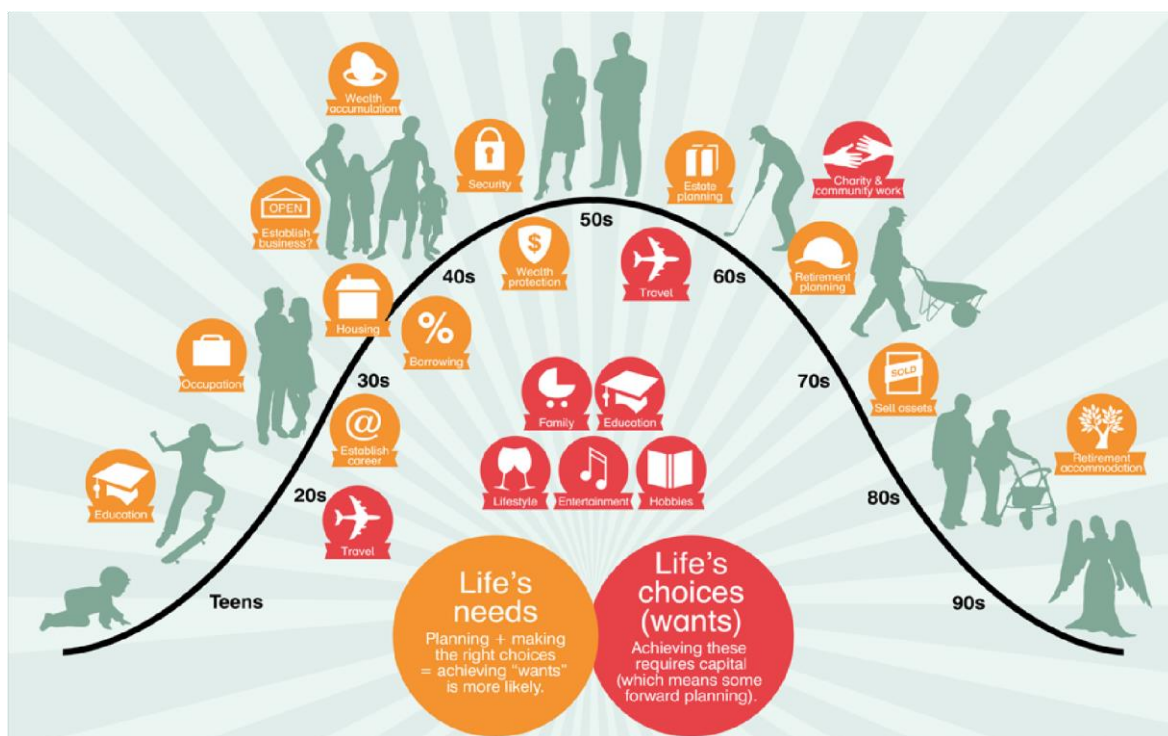 Wealth
accumulation
Security
Estate
planning
Charity &
community work
OPEN
Establish
business?
50s
$
Wealth
protection
Travel
60s
Retirement
planning
40s
Housing
%
Borrowing
Occupation
30s
Family
Education
70s
SOLD
Sell assets
@
Establish
career
Retirement
accommodation
Education
20s
Travel
Lifestyle
Entertainment
Hobbies
80s
Teens
90s
Life's
needs
Planning + making
the right choices
= achieving "wants"
is more likely.
Life's
choices
(wants)
Achieving these
requires capital
(which means some
forward planning).